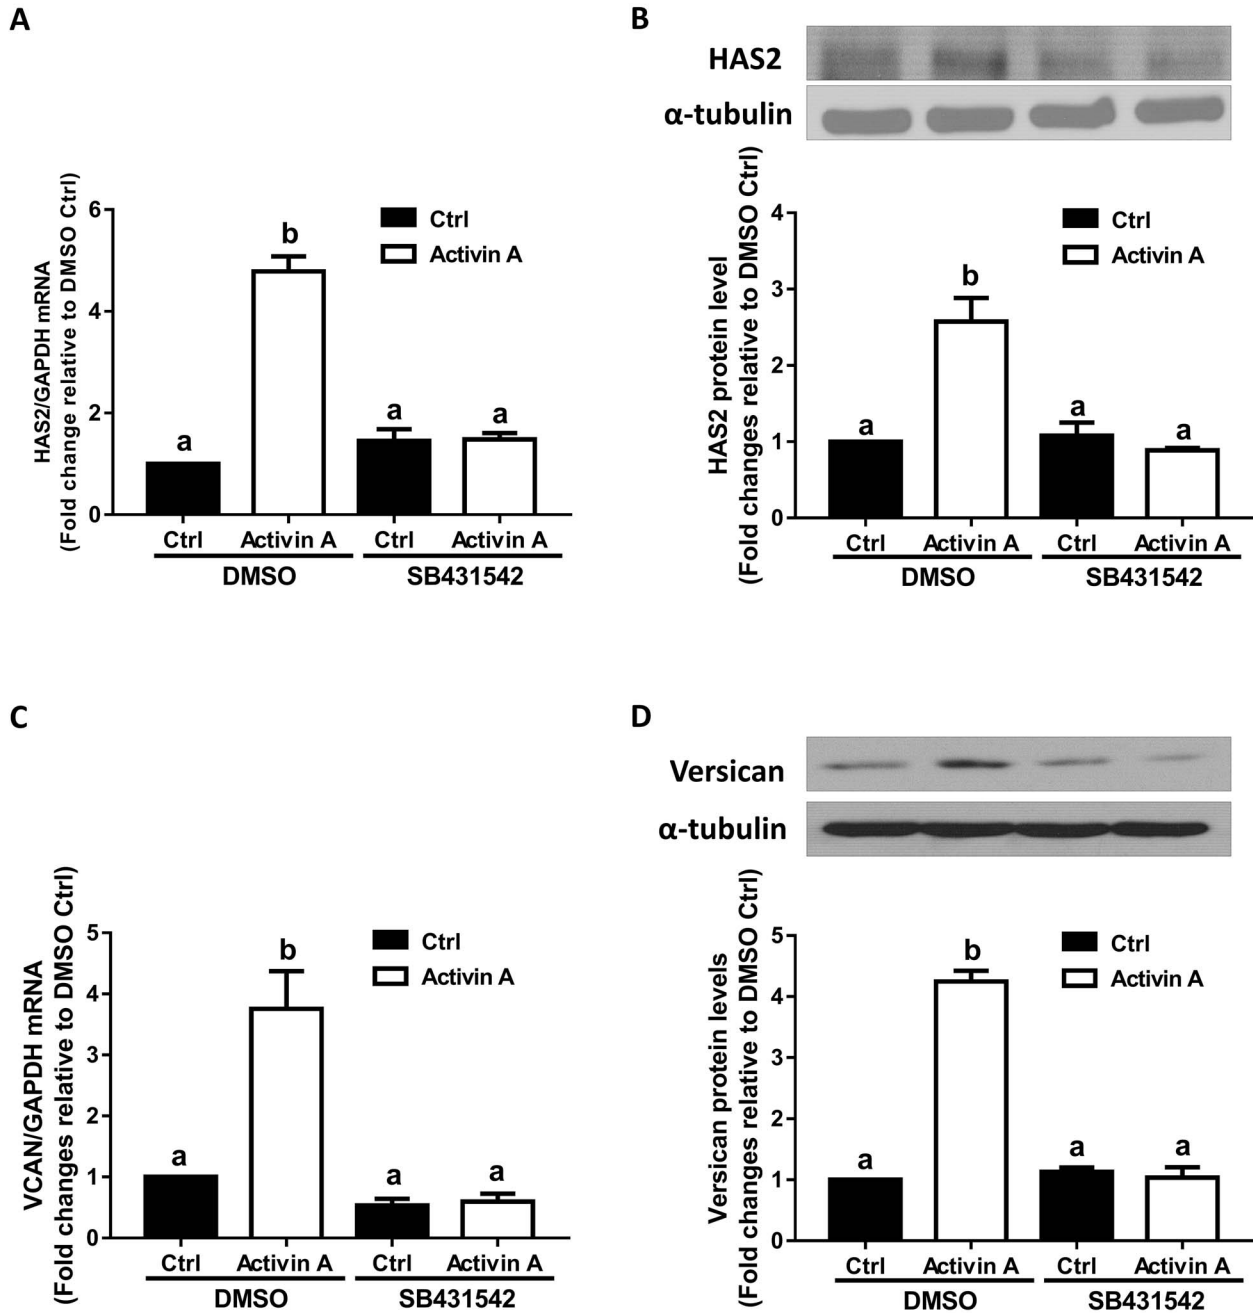 A
HAS2/GAPDH mRNA
(Fold change relative to DMSO Ctrl)
6
4
2
0
Ctrl
Activin A
a
b
a
a
Ctrl
Activin A
Ctrl
Activin A
DMSO
SB431542
B
HAS2
α-tubulin
HAS2 protein level
(Fold changes relative to DMSO Ctrl)
4
3
2
1
0
Ctrl
Activin A
a
b
a
a
Ctrl
Activin A
Ctrl
Activin A
DMSO
SB431542
C
VCAN/GAPDH mRNA
(Fold changes relative to DMSO Ctrl)
5
4
3
2
1
0
Ctrl
Activin A
a
b
a
a
Ctrl
Activin A
Ctrl
Activin A
DMSO
SB431542
D
Versican
α-tubulin
Versican protein levels
(Fold changes relative to DMSO Ctrl)
5
4
3
2
1
0
Ctrl
Activin A
a
b
a
a
Ctrl
Activin A
Ctrl
Activin A
DMSO
SB431542